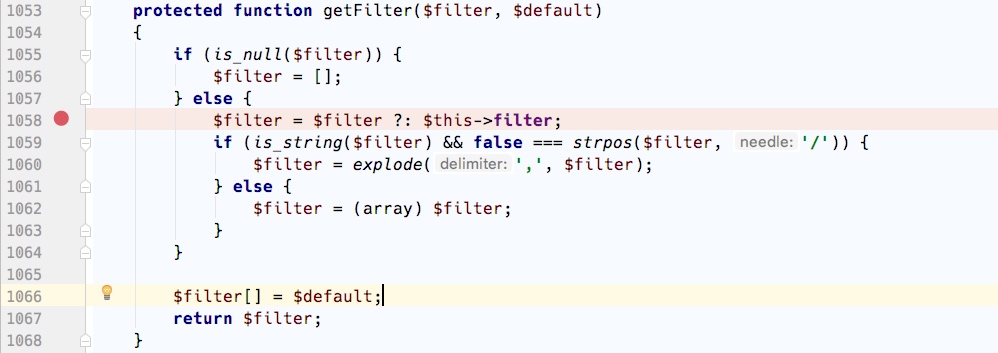 1053 protected function getFilter($filter, $default)
1054 {
1055 if (is_null($filter)) {
1056 $filter = [];
1057 } else {
1058 $filter = $filter ?: $this->filter;
1059 if (is_string($filter) && false === strpos($filter, needle: '/')) {
1060 $filter = explode( delimiter: ',', $filter);
1061 } else {
1062 $filter = (array) $filter;
1063 }
1064 }
1065
1066 $filter[] = $default;
1067 return $filter;
1068 }